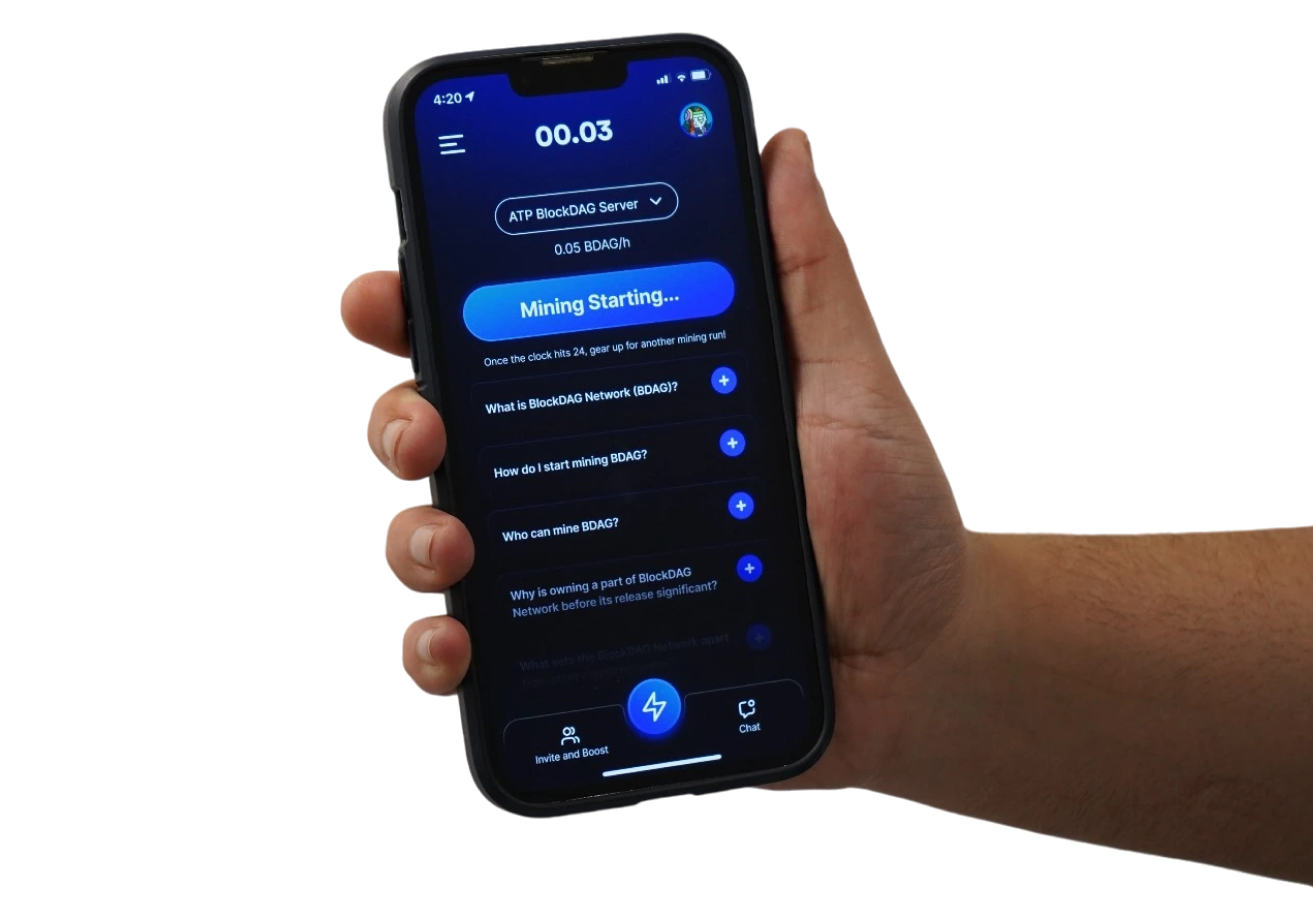 4:20
00.03
ATP BlockDAG Server
0.05 BDAG/h
Mining Starting...
Once the clock hits 24, gear up for another mining run!
What is BlockDAG Network (BDAG)?
How do I start mining BDAG?
Who can mine BDAG?
Why is owning a part of BlockDAG
Network before its release significant?
What sets the BlockDAG Network apart
Invite and Boost
Chat